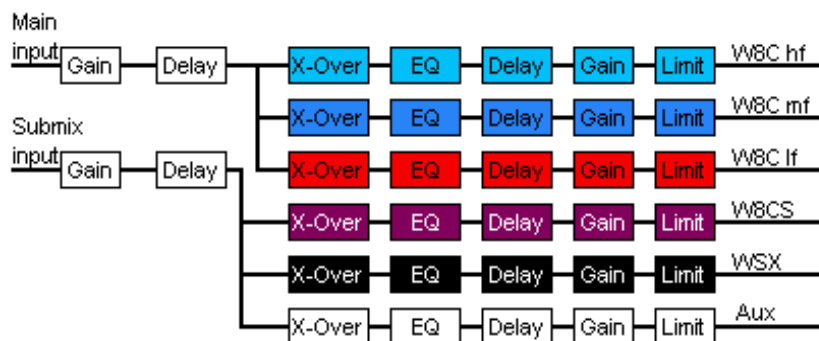 Main
input Gain Delay X-Over EQ Delay Gain Limit W8C hf
X-Over EQ Delay Gain Limit W8C mf
Submix
input Gain Delay X-Over EQ Delay Gain Limit W8C lf
X-Over EQ Delay Gain Limit W8CS
X-Over EQ Delay Gain Limit WSX
X-Over EQ Delay Gain Limit Aux